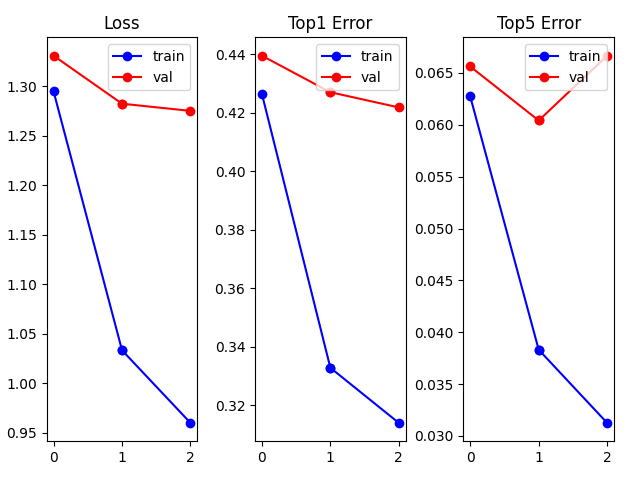 Loss
train
val
1.30
1.25
1.20
1.15
1.10
1.05
1.00
0.95
0 1 2
Top1 Error
train
val
0.44
0.42
0.40
0.38
0.36
0.34
0.32
0 1 2
Top5 Error
train
val
0.065
0.060
0.055
0.050
0.045
0.040
0.035
0.030
0 1 2